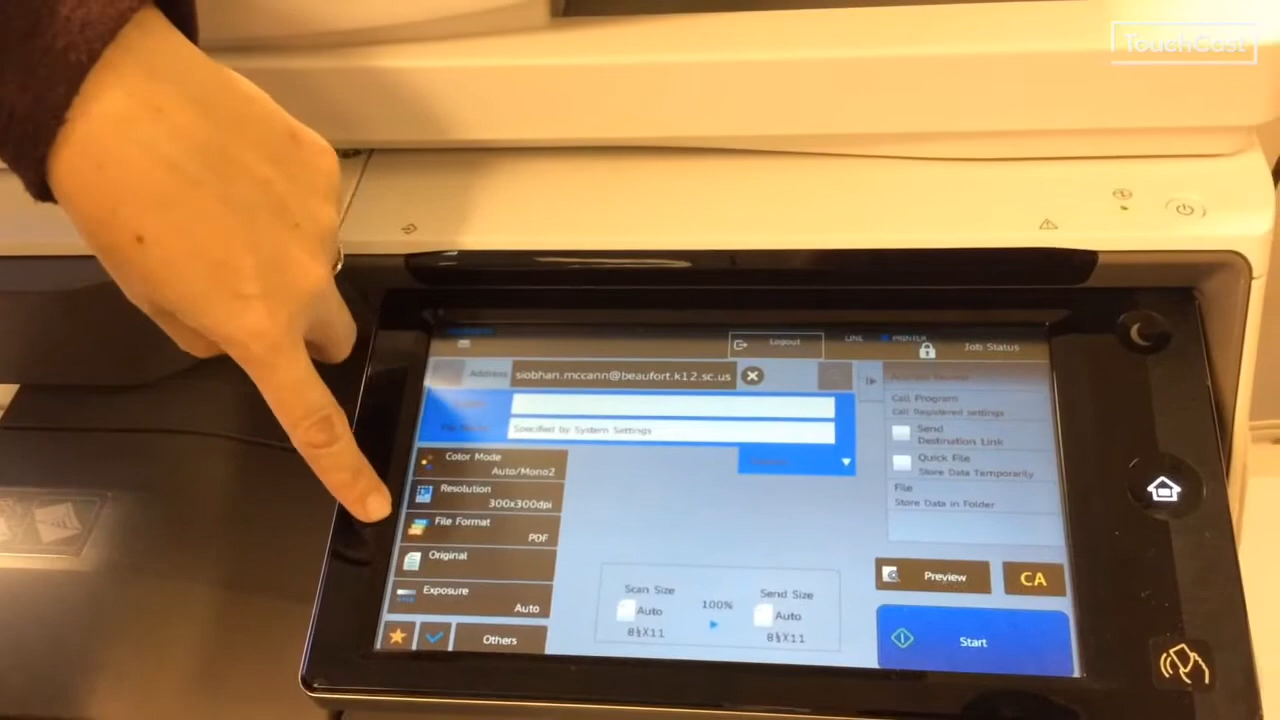 TouchCast
Logout
LINE
PRINTER
Job Status
Address
siobhan.mccann@beaufort.k12.sc.us
Call Program
Call Registered settings
Specified by System Settings
Send
Destination Link
Color Mode
Auto/Mono2
Quick File
Store Data Temporarily
Resolution
300x300dpi
File
Store Data in Folder
File Format
PDF
Original
Preview
CA
Exposure
Auto
Scan Size
Auto
8½X11
100%
Send Size
Auto
8½X11
Others
Start